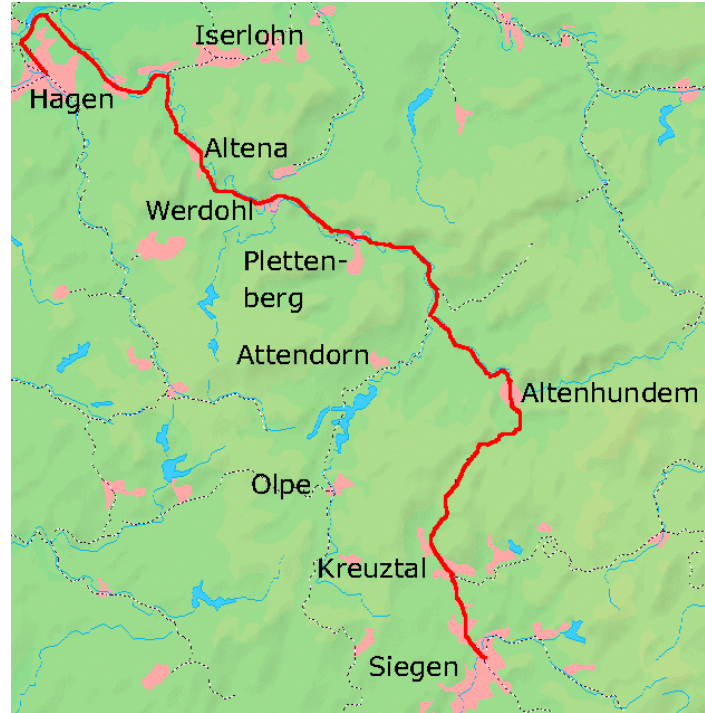 Iserlohn
Hagen
Altena
Werdohl
Pletten-
berg
Attendorn
Altenhundem
Olpe
Kreuztal
Siegen